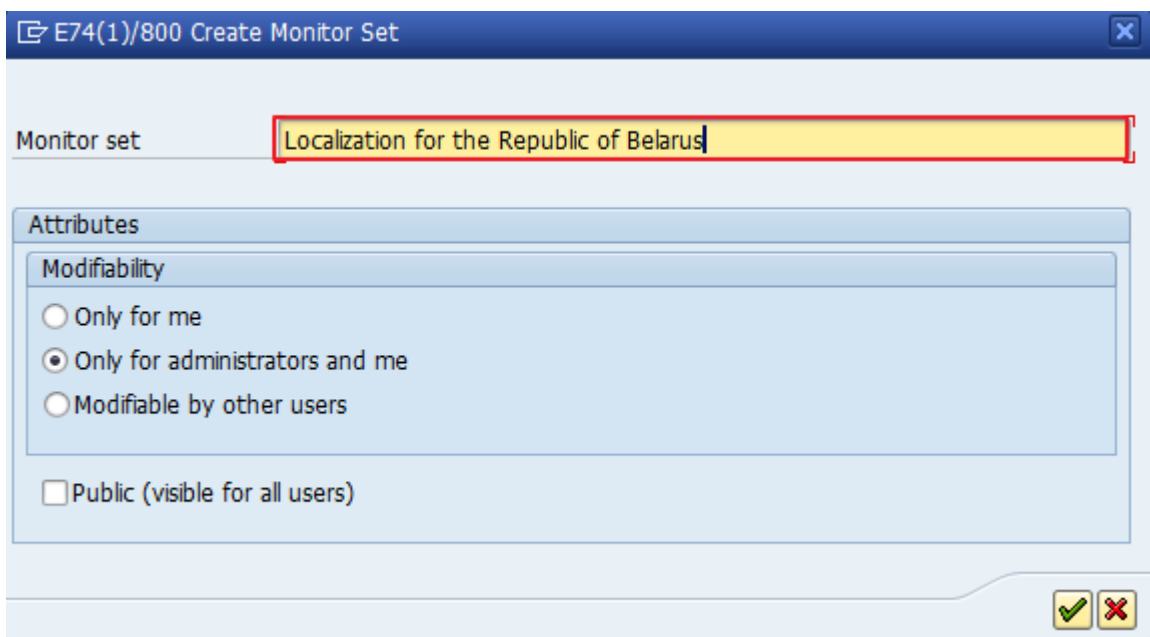 E74(1)/800 Create Monitor Set
Monitor set Localization for the Republic of Belarus
Attributes
Modifiability
Only for me
Only for administrators and me
Modifiable by other users
Public (visible for all users)